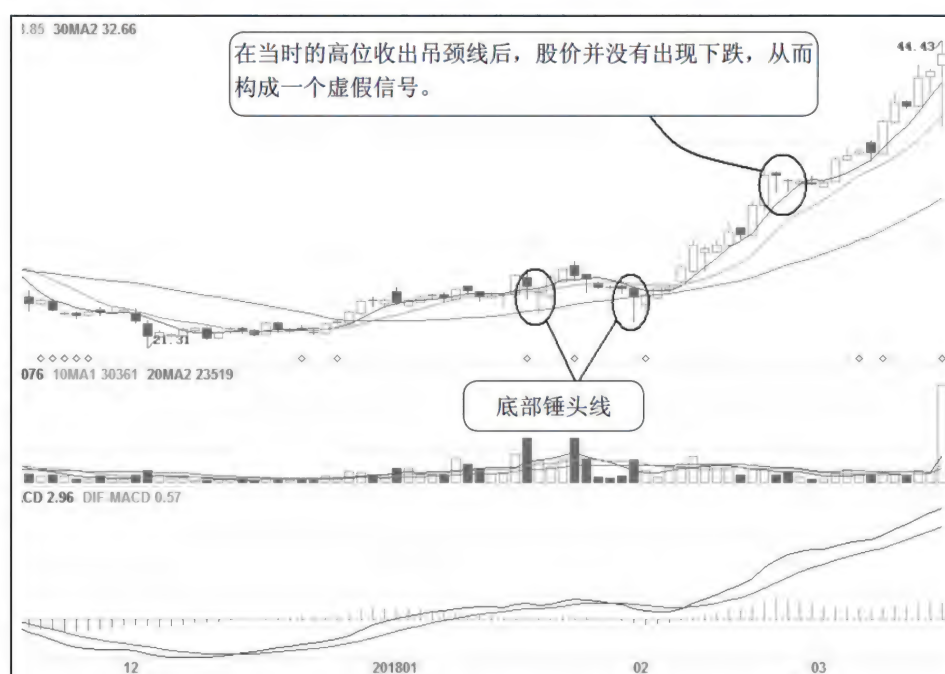 3.85 30MA2 32.66
在当时的高位收出吊颈线后，股价并没有出现下跌，从而
构成一个虚假信号。
44.43
21.31
076 10MA1 30361 20MA2 23519
底部锤头线
CD 2.96 DIF MACD 0.57
12 201801 02 03